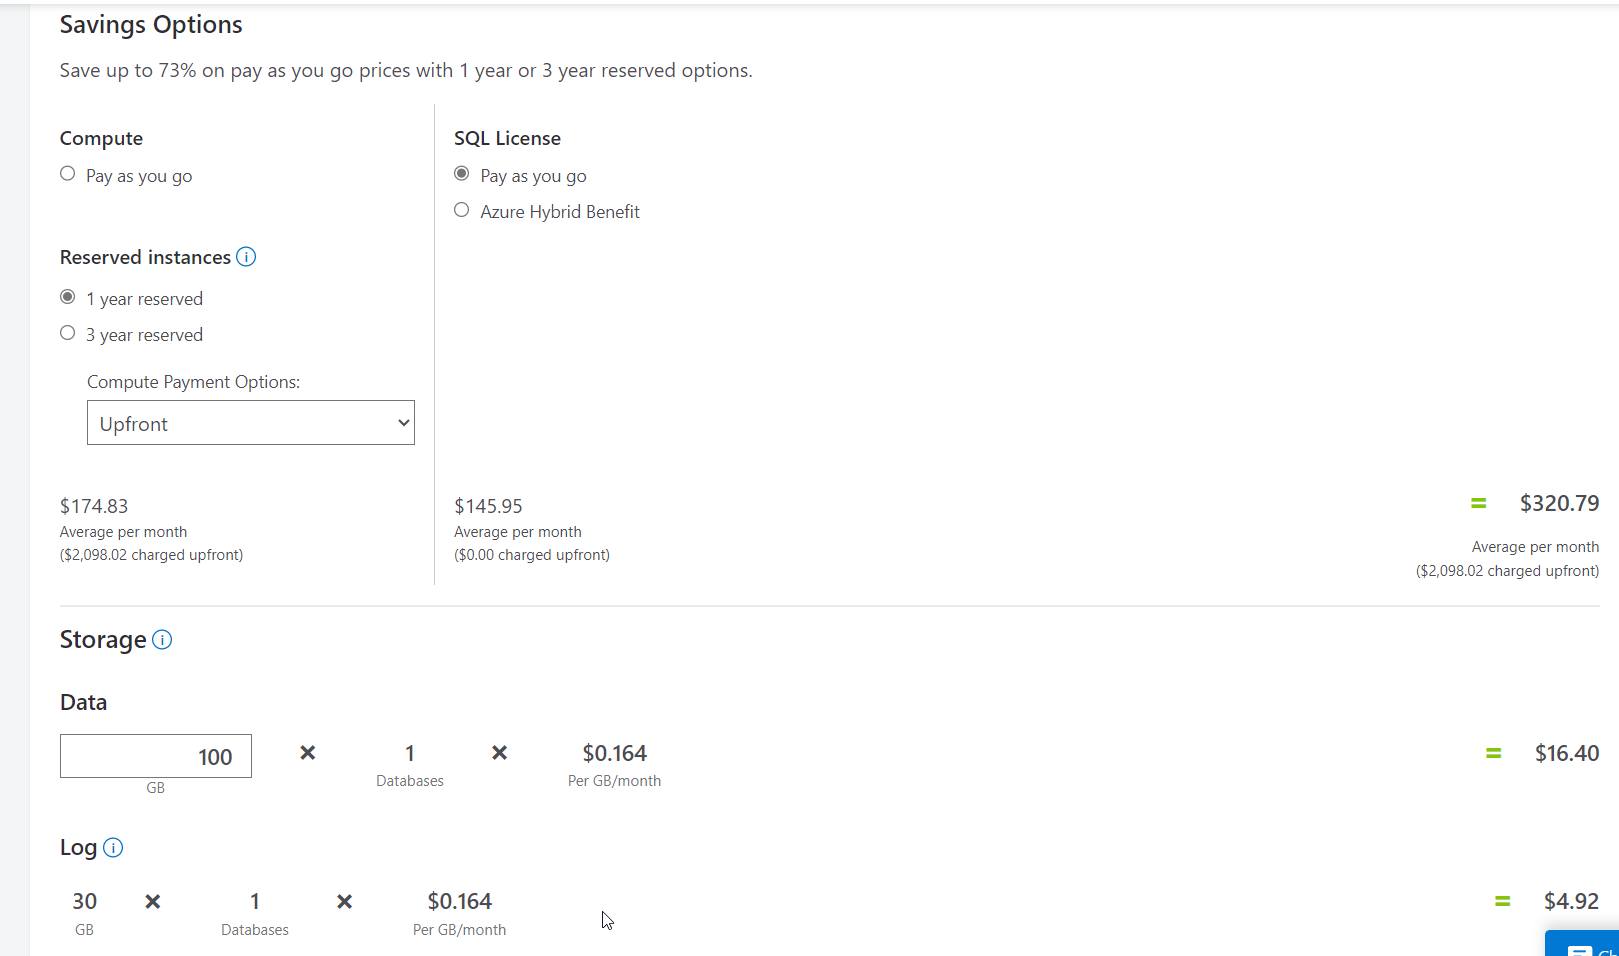 Savings Options
Save up to 73% on pay as you go prices with 1 year or 3 year reserved options.
Compute
Pay as you go
Reserved instances
1 year reserved
3 year reserved
Compute Payment Options:
Upfront
$174.83
Average per month
($2,098.02 charged upfront)
SQL License
Pay as you go
Azure Hybrid Benefit
$145.95
Average per month
($0.00 charged upfront)
= $320.79
Average per month
($2,098.02 charged upfront)
Storage
Data
100 × 1 × $0.164 = $16.40
GB Databases Per GB/month
Log
30 × 1 × $0.164 = $4.92
GB Databases Per GB/month